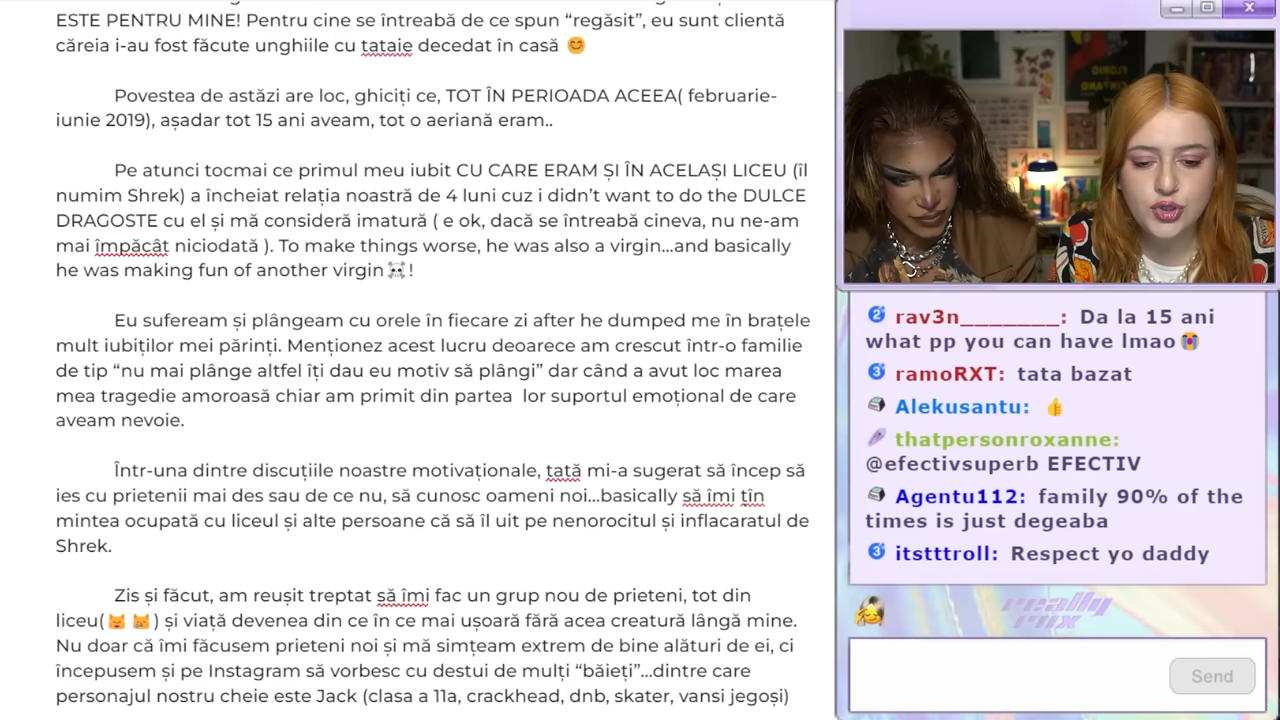 ESTE PENTRU MINE! Pentru cine se întreabă de ce spun “regăsit”, eu sunt clientă
căreia i-au fost făcute unghiile cu tataie decedat în casă 😊
Povestea de astăzi are loc, ghiciți ce, TOT ÎN PERIOADA ACEEA( februarie-
iunie 2019), așadar tot 15 ani aveam, tot o aeriană eram..
Pe atunci tocmai ce primul meu iubit CU CARE ERAM ȘI ÎN ACELAȘI LICEU (îl
numim Shrek) a încheiat relația noastră de 4 luni cuz i didn’t want to do the DULCE
DRAGOSTE cu el și mă consideră imatură ( e ok, dacă se întreabă cineva, nu ne-am
mai împăcăt niciodată ). To make things worse, he was also a virgin…and basically
he was making fun of another virgin☠️!
Eu sufeream și plângeam cu orele în fiecare zi after he dumped me în brațele
mult iubiților mei părinți. Menționez acest lucru deoarece am crescut într-o familie
de tip “nu mai plânge altfel îți dau eu motiv să plângi” dar când a avut loc marea
mea tragedie amoroasă chiar am primit din partea  lor suportul emoțional de care
aveam nevoie.
Într-una dintre discuțiile noastre motivaționale, tată mi-a sugerat să încep să
ies cu prietenii mai des sau de ce nu, să cunosc oameni noi…basically să îmi țîn
mintea ocupată cu liceul și alte persoane că să îl uit pe nenorocitul și inflacaratul de
Shrek.
Zis și făcut, am reușit treptat să îmi fac un grup nou de prieteni, tot din
liceu(😸 😹) și viață devenea din ce în ce mai ușoară fără acea creatură lângă mine.
Nu doar că îmi făcusem prieteni noi și mă simțeam extrem de bine alături de ei, ci
începusem și pe Instagram să vorbesc cu destui de mulți “băieți”…dintre care
personajul nostru cheie este Jack (clasa a 11a, crackhead, dnb, skater, vansi jegoși)
rav3n_______: Da la 15 ani
what pp you can have lmao😭
ramoRXT: tata bazat
Alekusantu: 👍
thatpersonroxanne:
@efectivsuperb EFECTIV
Agentu112: family 90% of the
times is just degeaba
itstttroll: Respect yo daddy
really
rux
Send